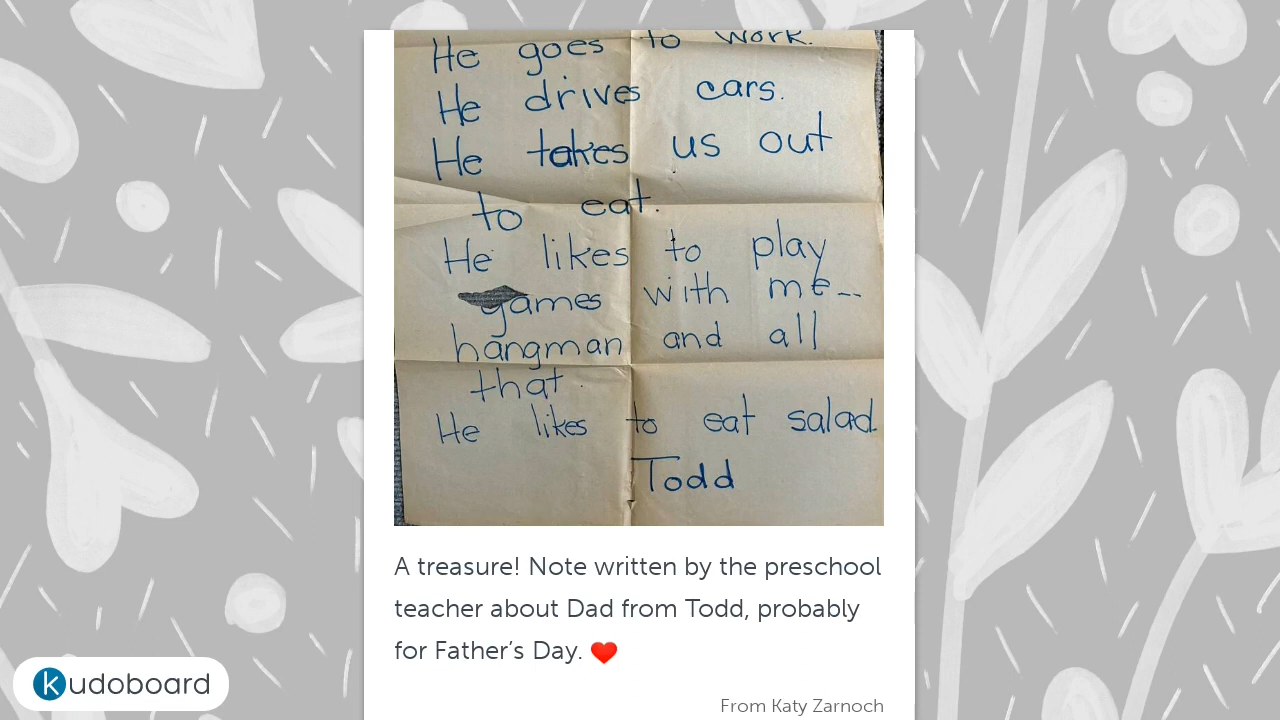 He goes to work.
He drives cars.
He takes us out
to eat.
He likes to play
games with me--
hangman and all
that.
He likes to eat salad.
Todd
A treasure! Note written by the preschool
teacher about Dad from Todd, probably
for Father’s Day. ❤️
From Katy Zarnoch
kudoboard